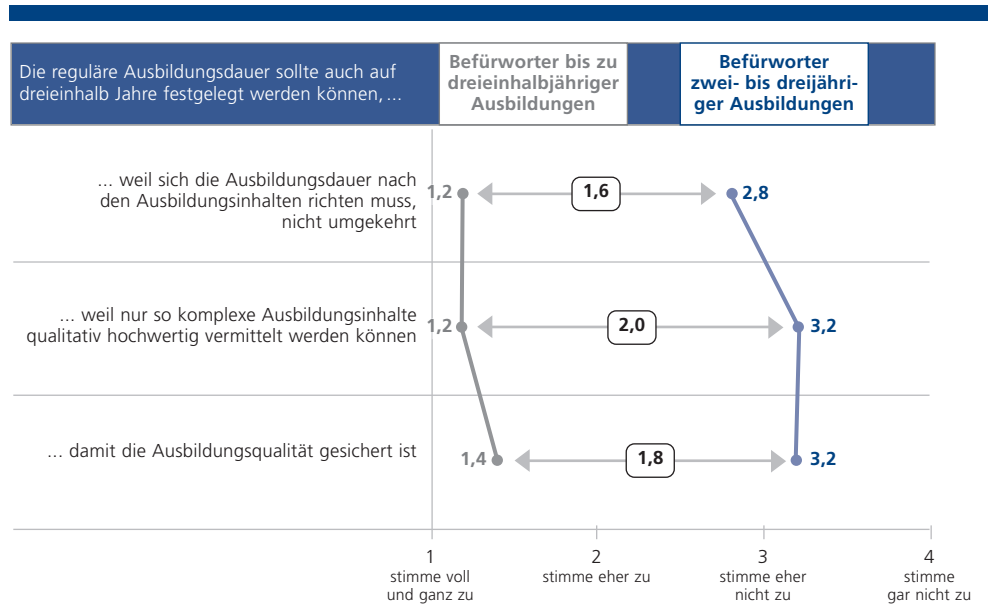 Die reguläre Ausbildungsdauer sollte auch auf
dreieinhalb Jahre festgelegt werden können, ...
Befürworter bis zu
dreieinhalbjähriger
Ausbildungen
Befürworter
zwei- bis dreijähri-
ger Ausbildungen
... weil sich die Ausbildungsdauer nach
den Ausbildungsinhalten richten muss,
nicht umgekehrt
1,2
1,6
2,8
... weil nur so komplexe Ausbildungsinhalte
qualitativ hochwertig vermittelt werden können
1,2
2,0
3,2
... damit die Ausbildungsqualität gesichert ist
1,4
1,8
3,2
1
stimme voll
und ganz zu
2
stimme eher zu
3
stimme eher
nicht zu
4
stimme
gar nicht zu